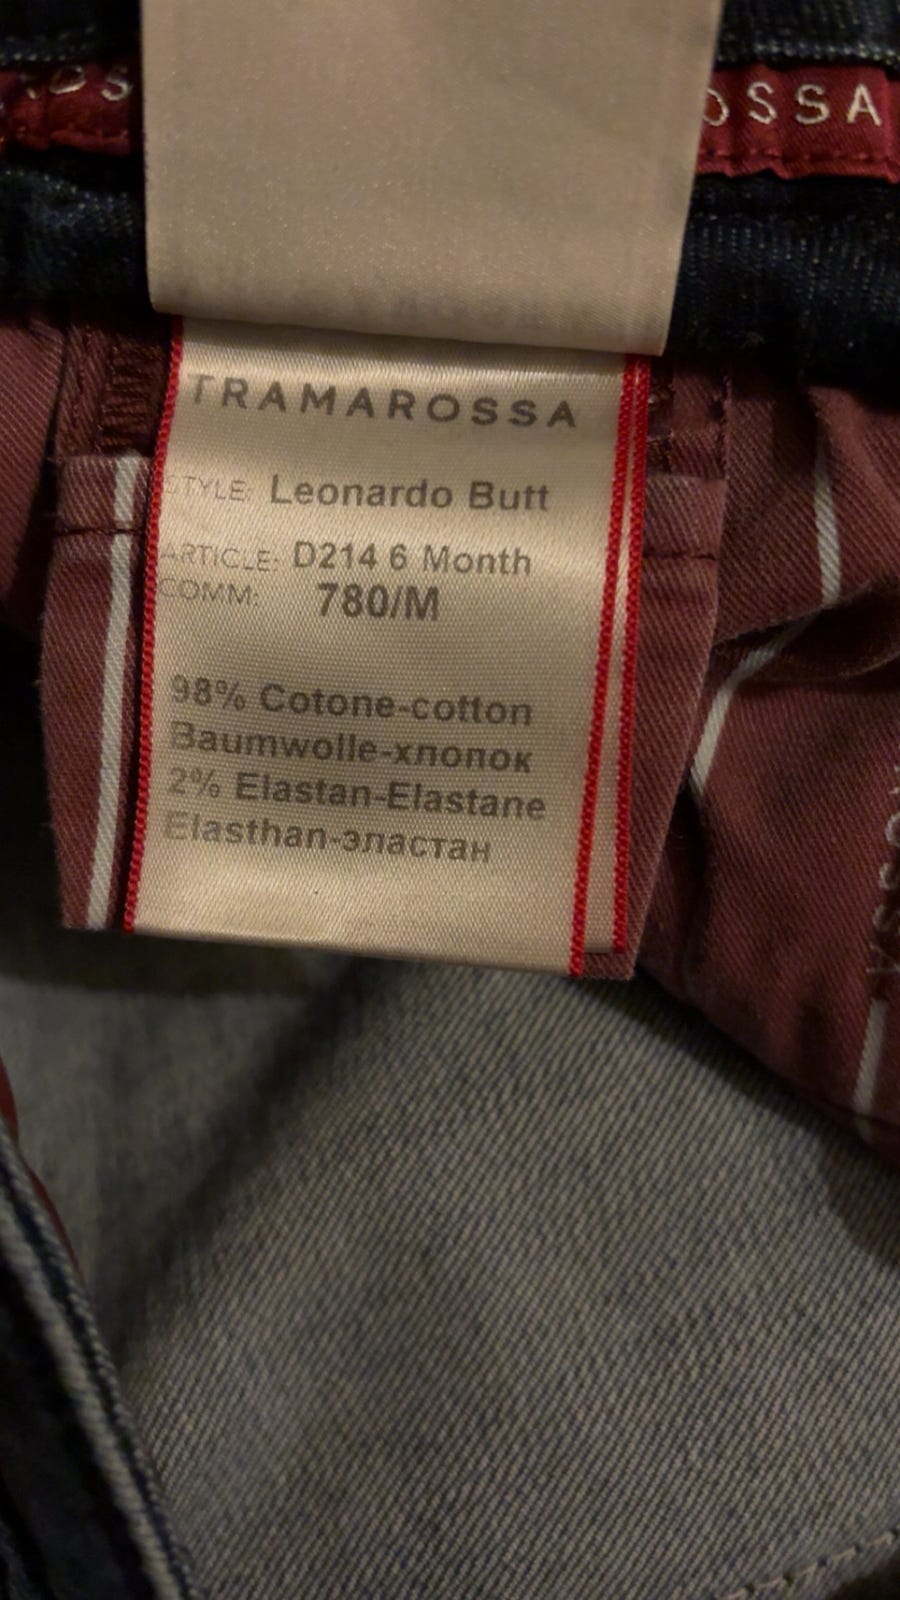 OSSA
TRAMAROSSA
STYLE: Leonardo Butt
ARTICLE: D214 6 Month
COMM: 780/M
98% Cotone-cotton
Baumwolle-хлопок
2% Elastan-Elastane
Elasthan-эластан